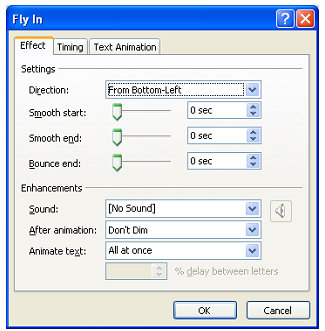 Fly In
Effect Timing Text Animation
Settings
Direction: From Bottom-Left
Smooth start: 0 sec
Smooth end: 0 sec
Bounce end: 0 sec
Enhancements
Sound: [No Sound]
After animation: Don't Dim
Animate text: All at once
% delay between letters
OK Cancel